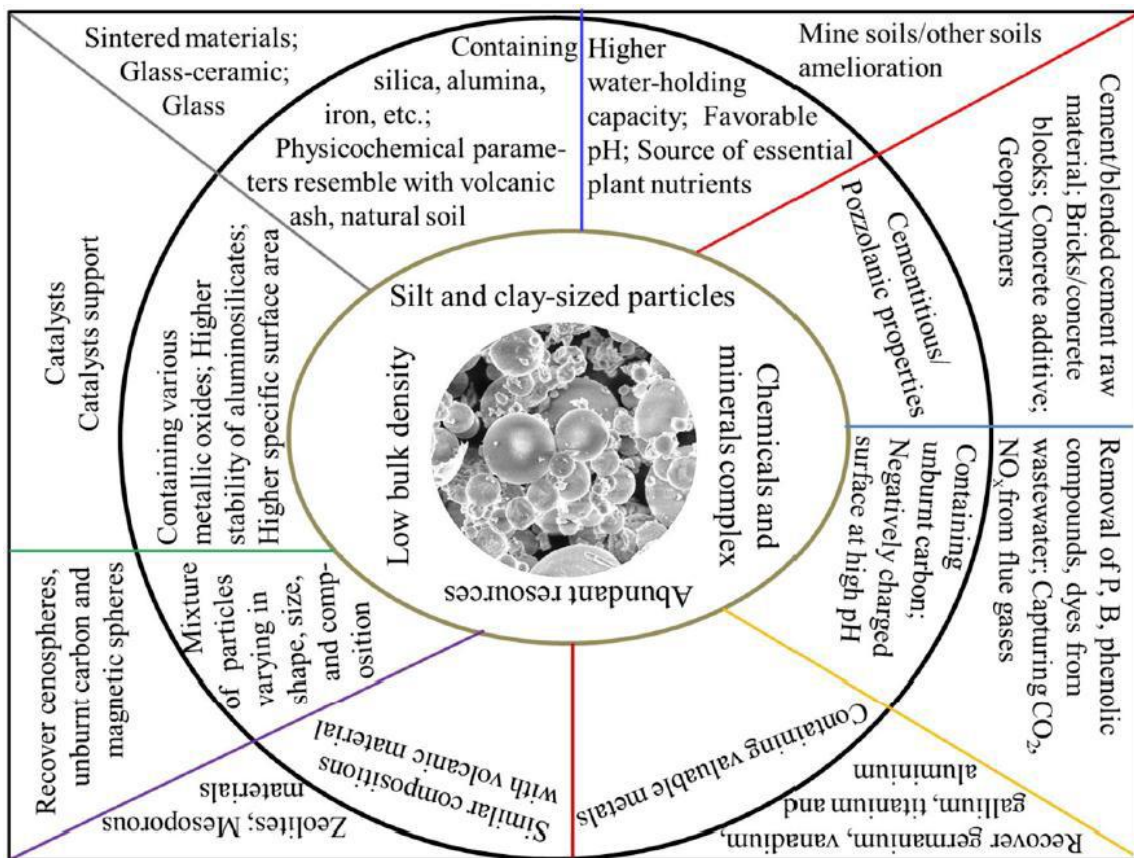 Sintered materials;
Glass-ceramic;
Glass
Containing
silica, alumina,
iron, etc.;
Physicochemical parame-
ters resemble with volcanic
ash, natural soil
Higher
water-holding
capacity; Favorable
pH; Source of essential
plant nutrients
Mine soils/other soils
amelioration
Cement/blended cement raw
material; Bricks/concrete
blocks; Concrete additive;
Geopolymers
Cementitious/
Pozzolanic properties
Removal of P, B, phenolic
compounds, dyes from
wastewater; Capturing CO₂,
NOₓ from flue gases
Containing
unburnt carbon;
Negatively charged
surface at high pH
Recover germanium, vanadium,
gallium, titanium and
aluminium
Containing valuable metals
Similar compositions
with volcanic material
Zeolites; Mesoporous
materials
Recover cenospheres,
unburnt carbon and
magnetic spheres
Mixture
of particles
varying in
shape, size,
and comp-
osition
Catalysts
Catalysts support
Containing various
metallic oxides; Higher
stability of aluminosilicates;
Higher specific surface area
Silt and clay-sized particles
Chemicals and
minerals complex
Abundant resources
Low bulk density